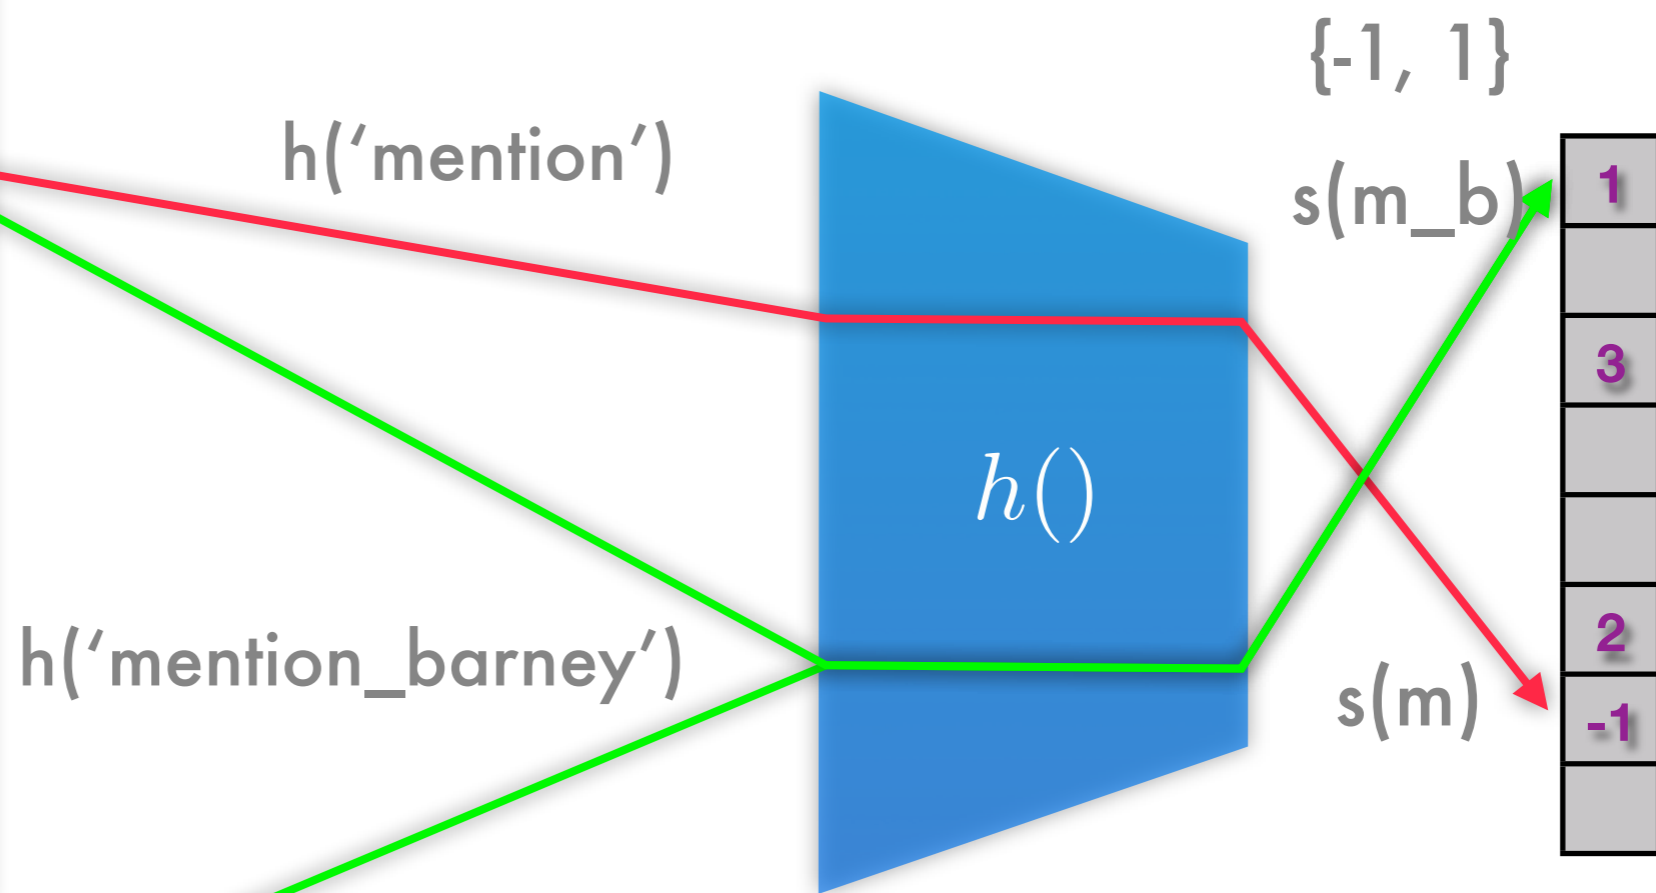 {-1, 1}
h(‘mention’)
s(m_b)
1
3
h()
2
h(‘mention_barney’)
s(m)
-1